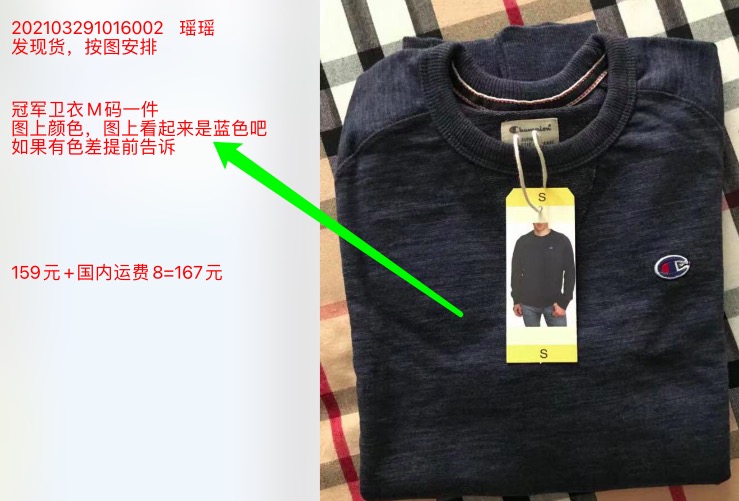 202103291016002 瑶瑶
发现货，按图安排
冠军卫衣M码一件
图上颜色，图上看起来是蓝色吧
如果有色差提前告诉
159元+国内运费8=167元
Champion
S
S